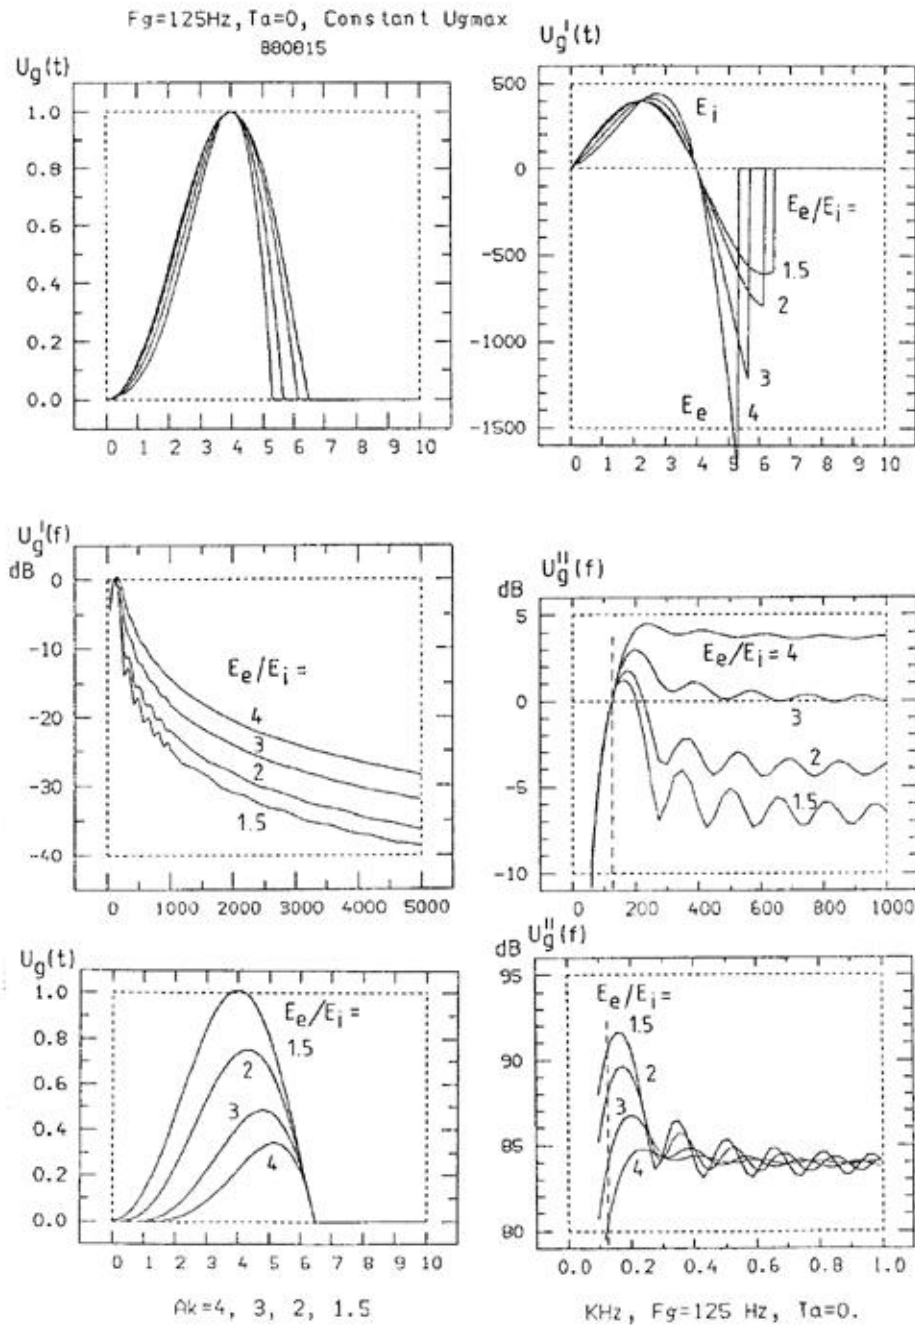 Fg=125Hz,Ta=0, Constant Ugmax
880815
Ug(t)
1.0
0.8
0.6
0.4
0.2
0.0
0 1 2 3 4 5 6 7 8 9 10
Ug'(t)
500
0
-500
-1000
-1500
Ei
Ee/Ei=
1.5
2
3
4
Ee
0 1 2 3 4 5 6 7 8 9 10
Ug'(f)
dB
0
-10
-20
-30
-40
Ee/Ei=
4
3
2
1.5
0 1000 2000 3000 4000 5000
dB Ug''(f)
5
0
-5
-10
Ee/Ei=4
3
2
1.5
0 200 400 600 800 1000
Ug(t)
1.0
0.8
0.6
0.4
0.2
0.0
Ee/Ei=
1.5
2
3
4
0 1 2 3 4 5 6 7 8 9 10
Ak=4, 3, 2, 1.5
dB Ug''(f)
95
90
85
80
Ee/Ei=
1.5
2
3
4
0.0 0.2 0.4 0.6 0.8 1.0
KHz, Fg=125 Hz, Ta=0.